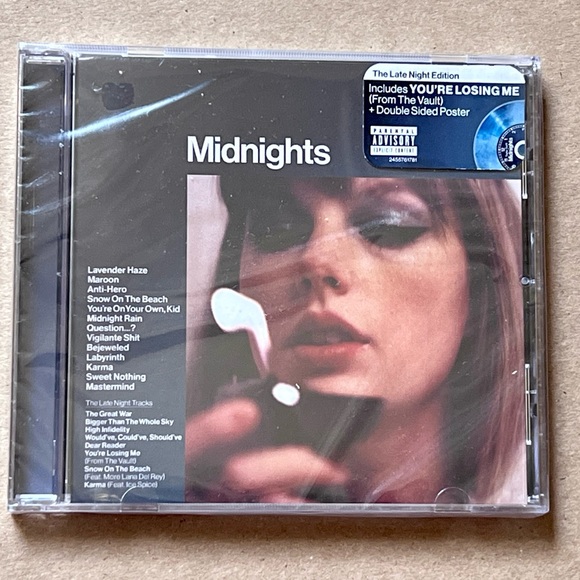 The Late Night Edition
Includes YOU'RE LOSING ME
(From The Vault)
+ Double Sided Poster
PARENTAL
ADVISORY
EXPLICIT CONTENT
2455761791
Midnights
Midnights
Lavender Haze
Maroon
Anti-Hero
Snow On The Beach
You're On Your Own, Kid
Midnight Rain
Question...?
Vigilante Shit
Bejeweled
Labyrinth
Karma
Sweet Nothing
Mastermind
The Late Night Tracks
The Great War
Bigger Than The Whole Sky
High Infidelity
Would've, Could've, Should've
Dear Reader
You're Losing Me
(From The Vault)
Snow On The Beach
(Feat. More Lana Del Rey)
Karma (Feat. Ice Spice)